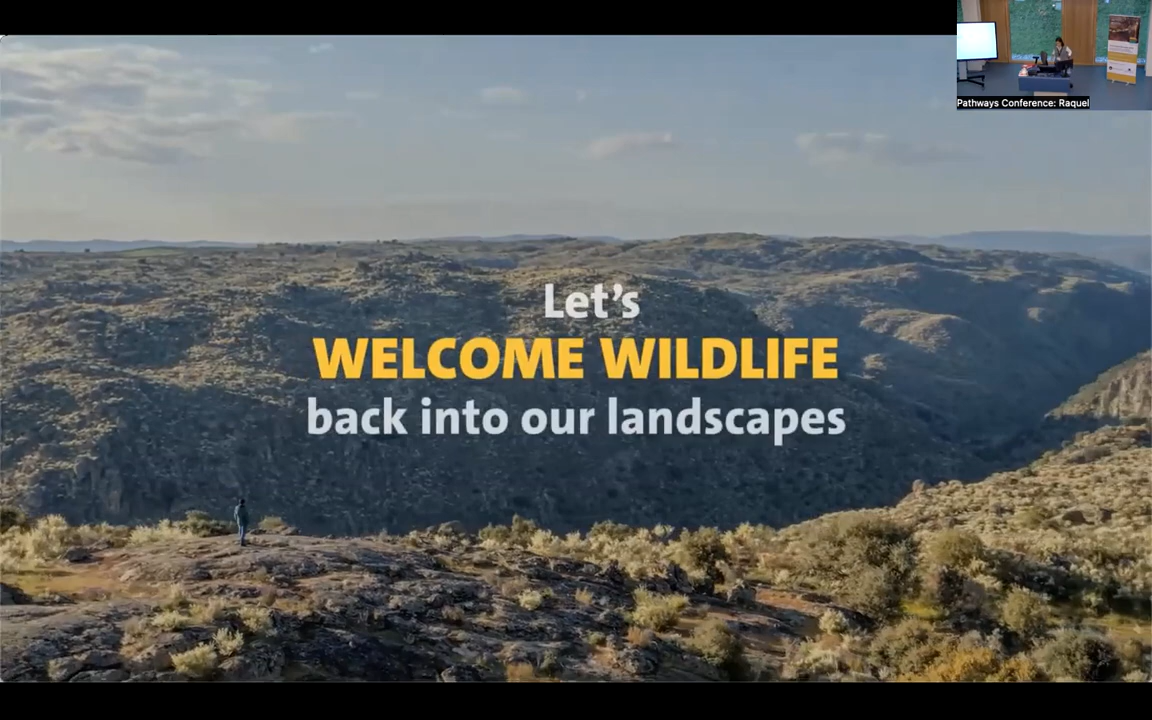 Let's
WELCOME WILDLIFE
back into our landscapes
Pathways Conference: Raquel